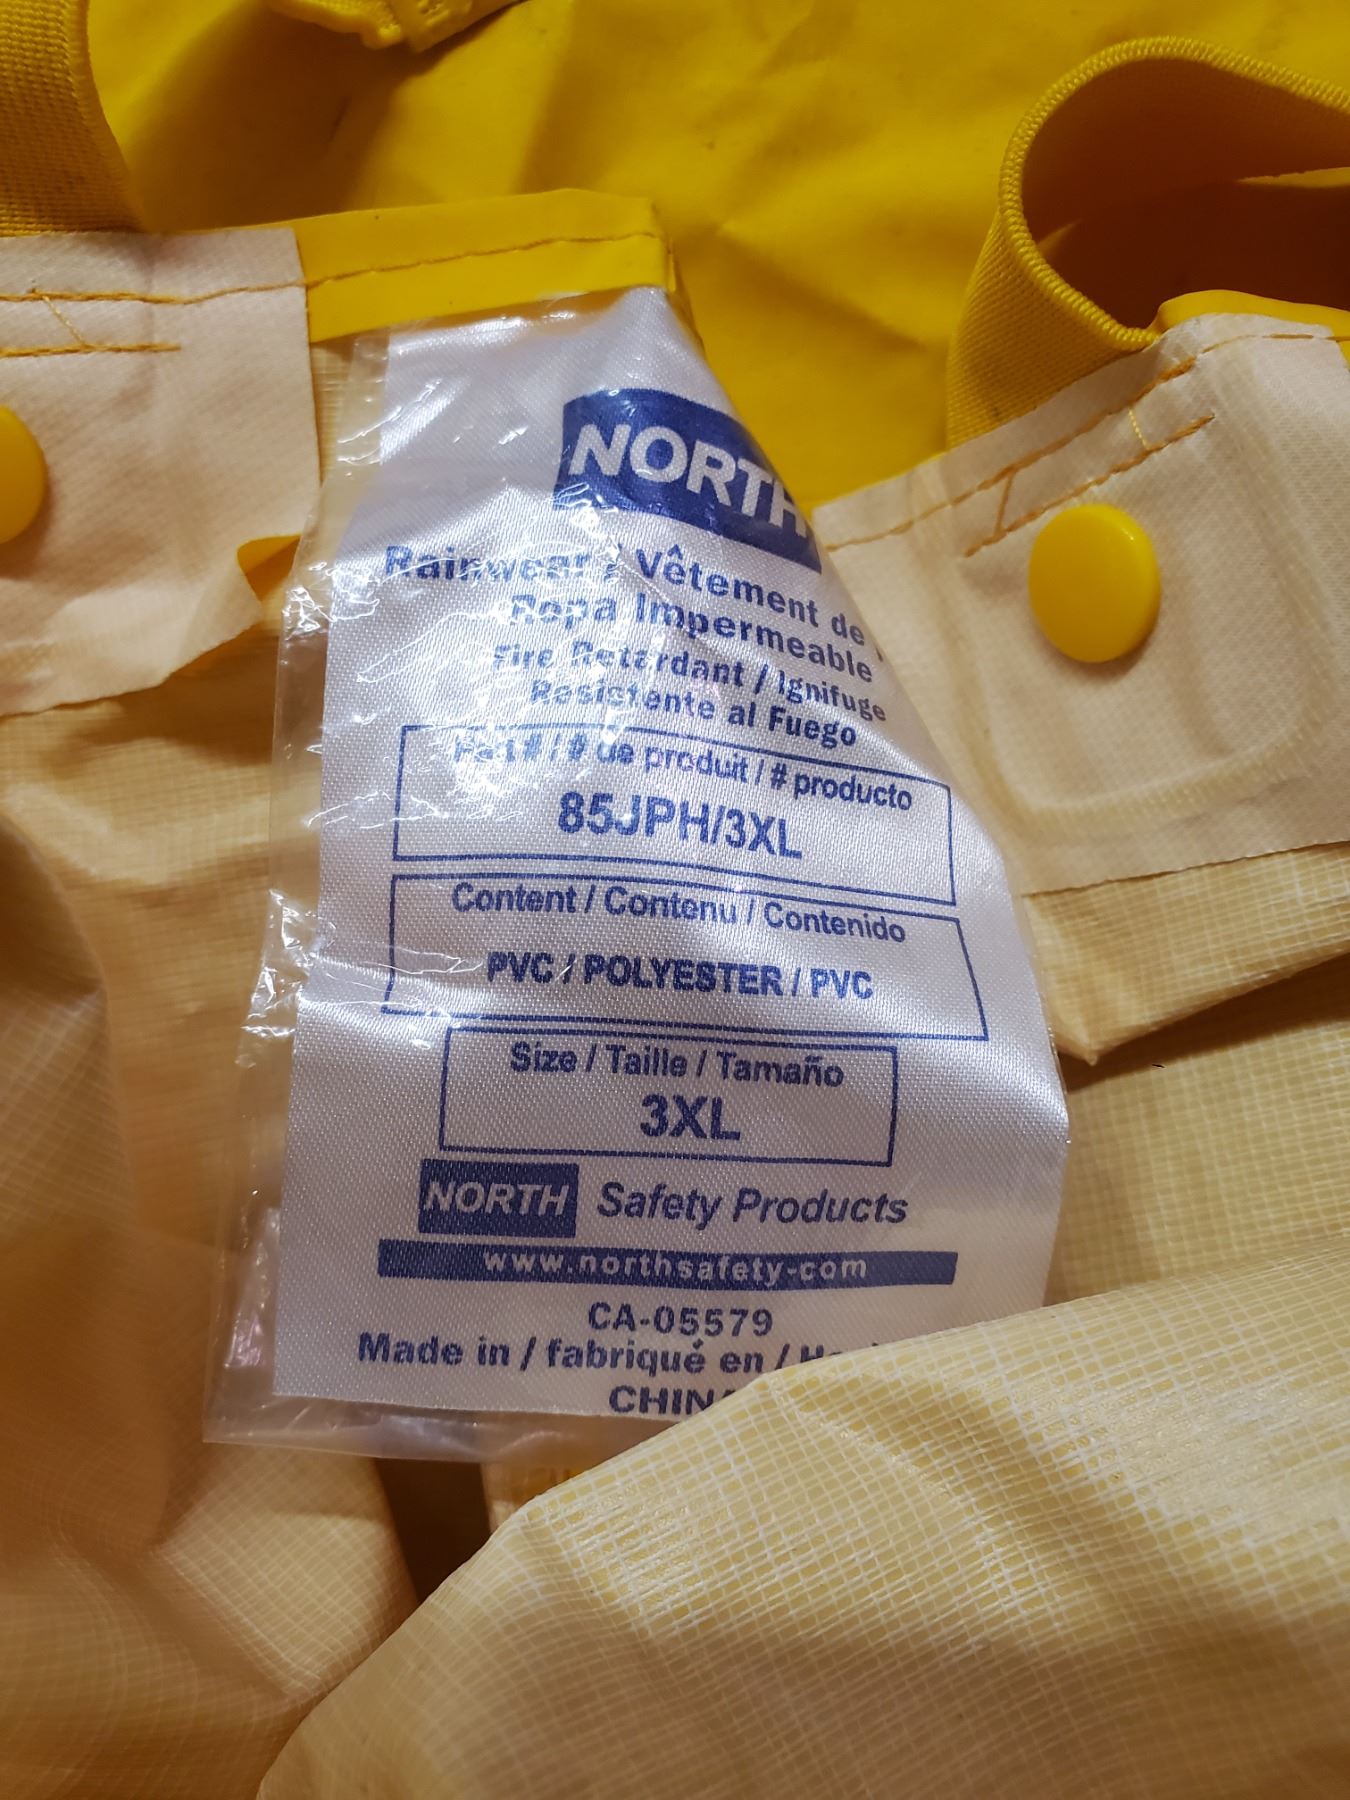 NORTH
Rainwear / Vêtement de
Ropa Impermeable
Fire Retardant / Ignifuge
Resistente al Fuego
Part # / # de produit / # producto
85JPH/3XL
Content / Contenu / Contenido
PVC / POLYESTER / PVC
Size / Taille / Tamaño
3XL
NORTH Safety Products
www.northsafety-com
CA-05579
Made in / fabriqué en /
CHINA